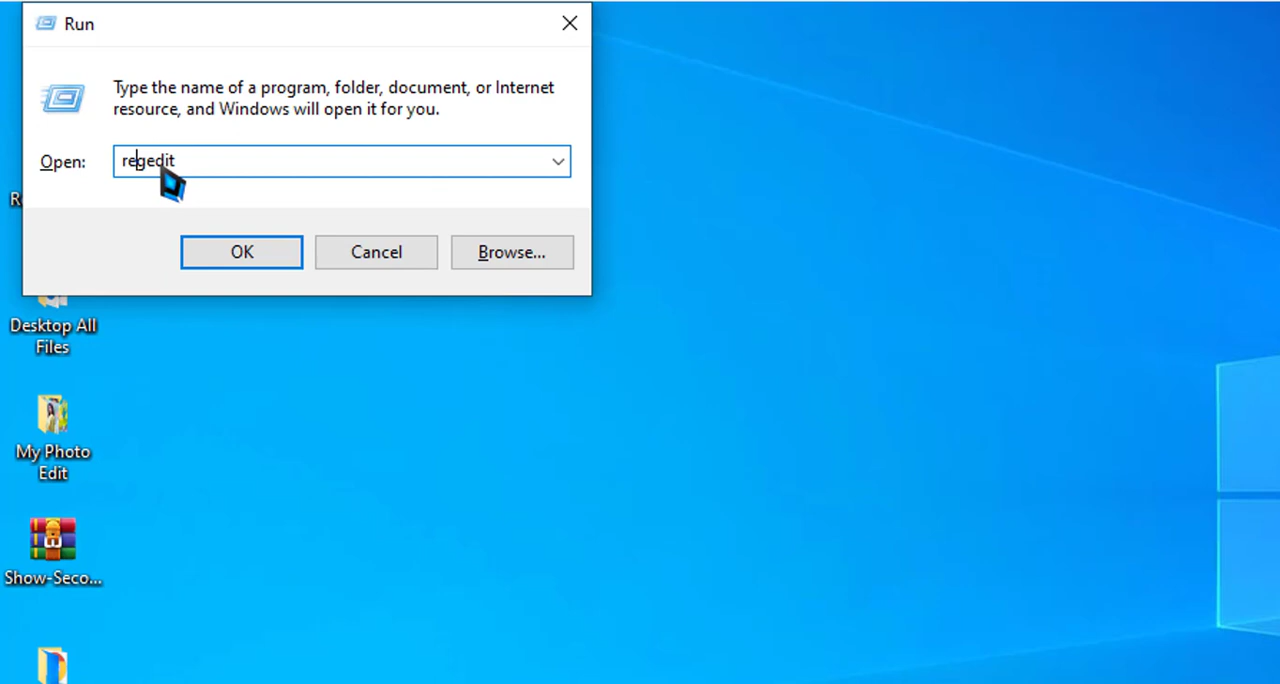 Run
Type the name of a program, folder, document, or Internet
resource, and Windows will open it for you.
Open:
regedit
OK
Cancel
Browse...
R
Desktop All
Files
My Photo
Edit
Show-Seco...